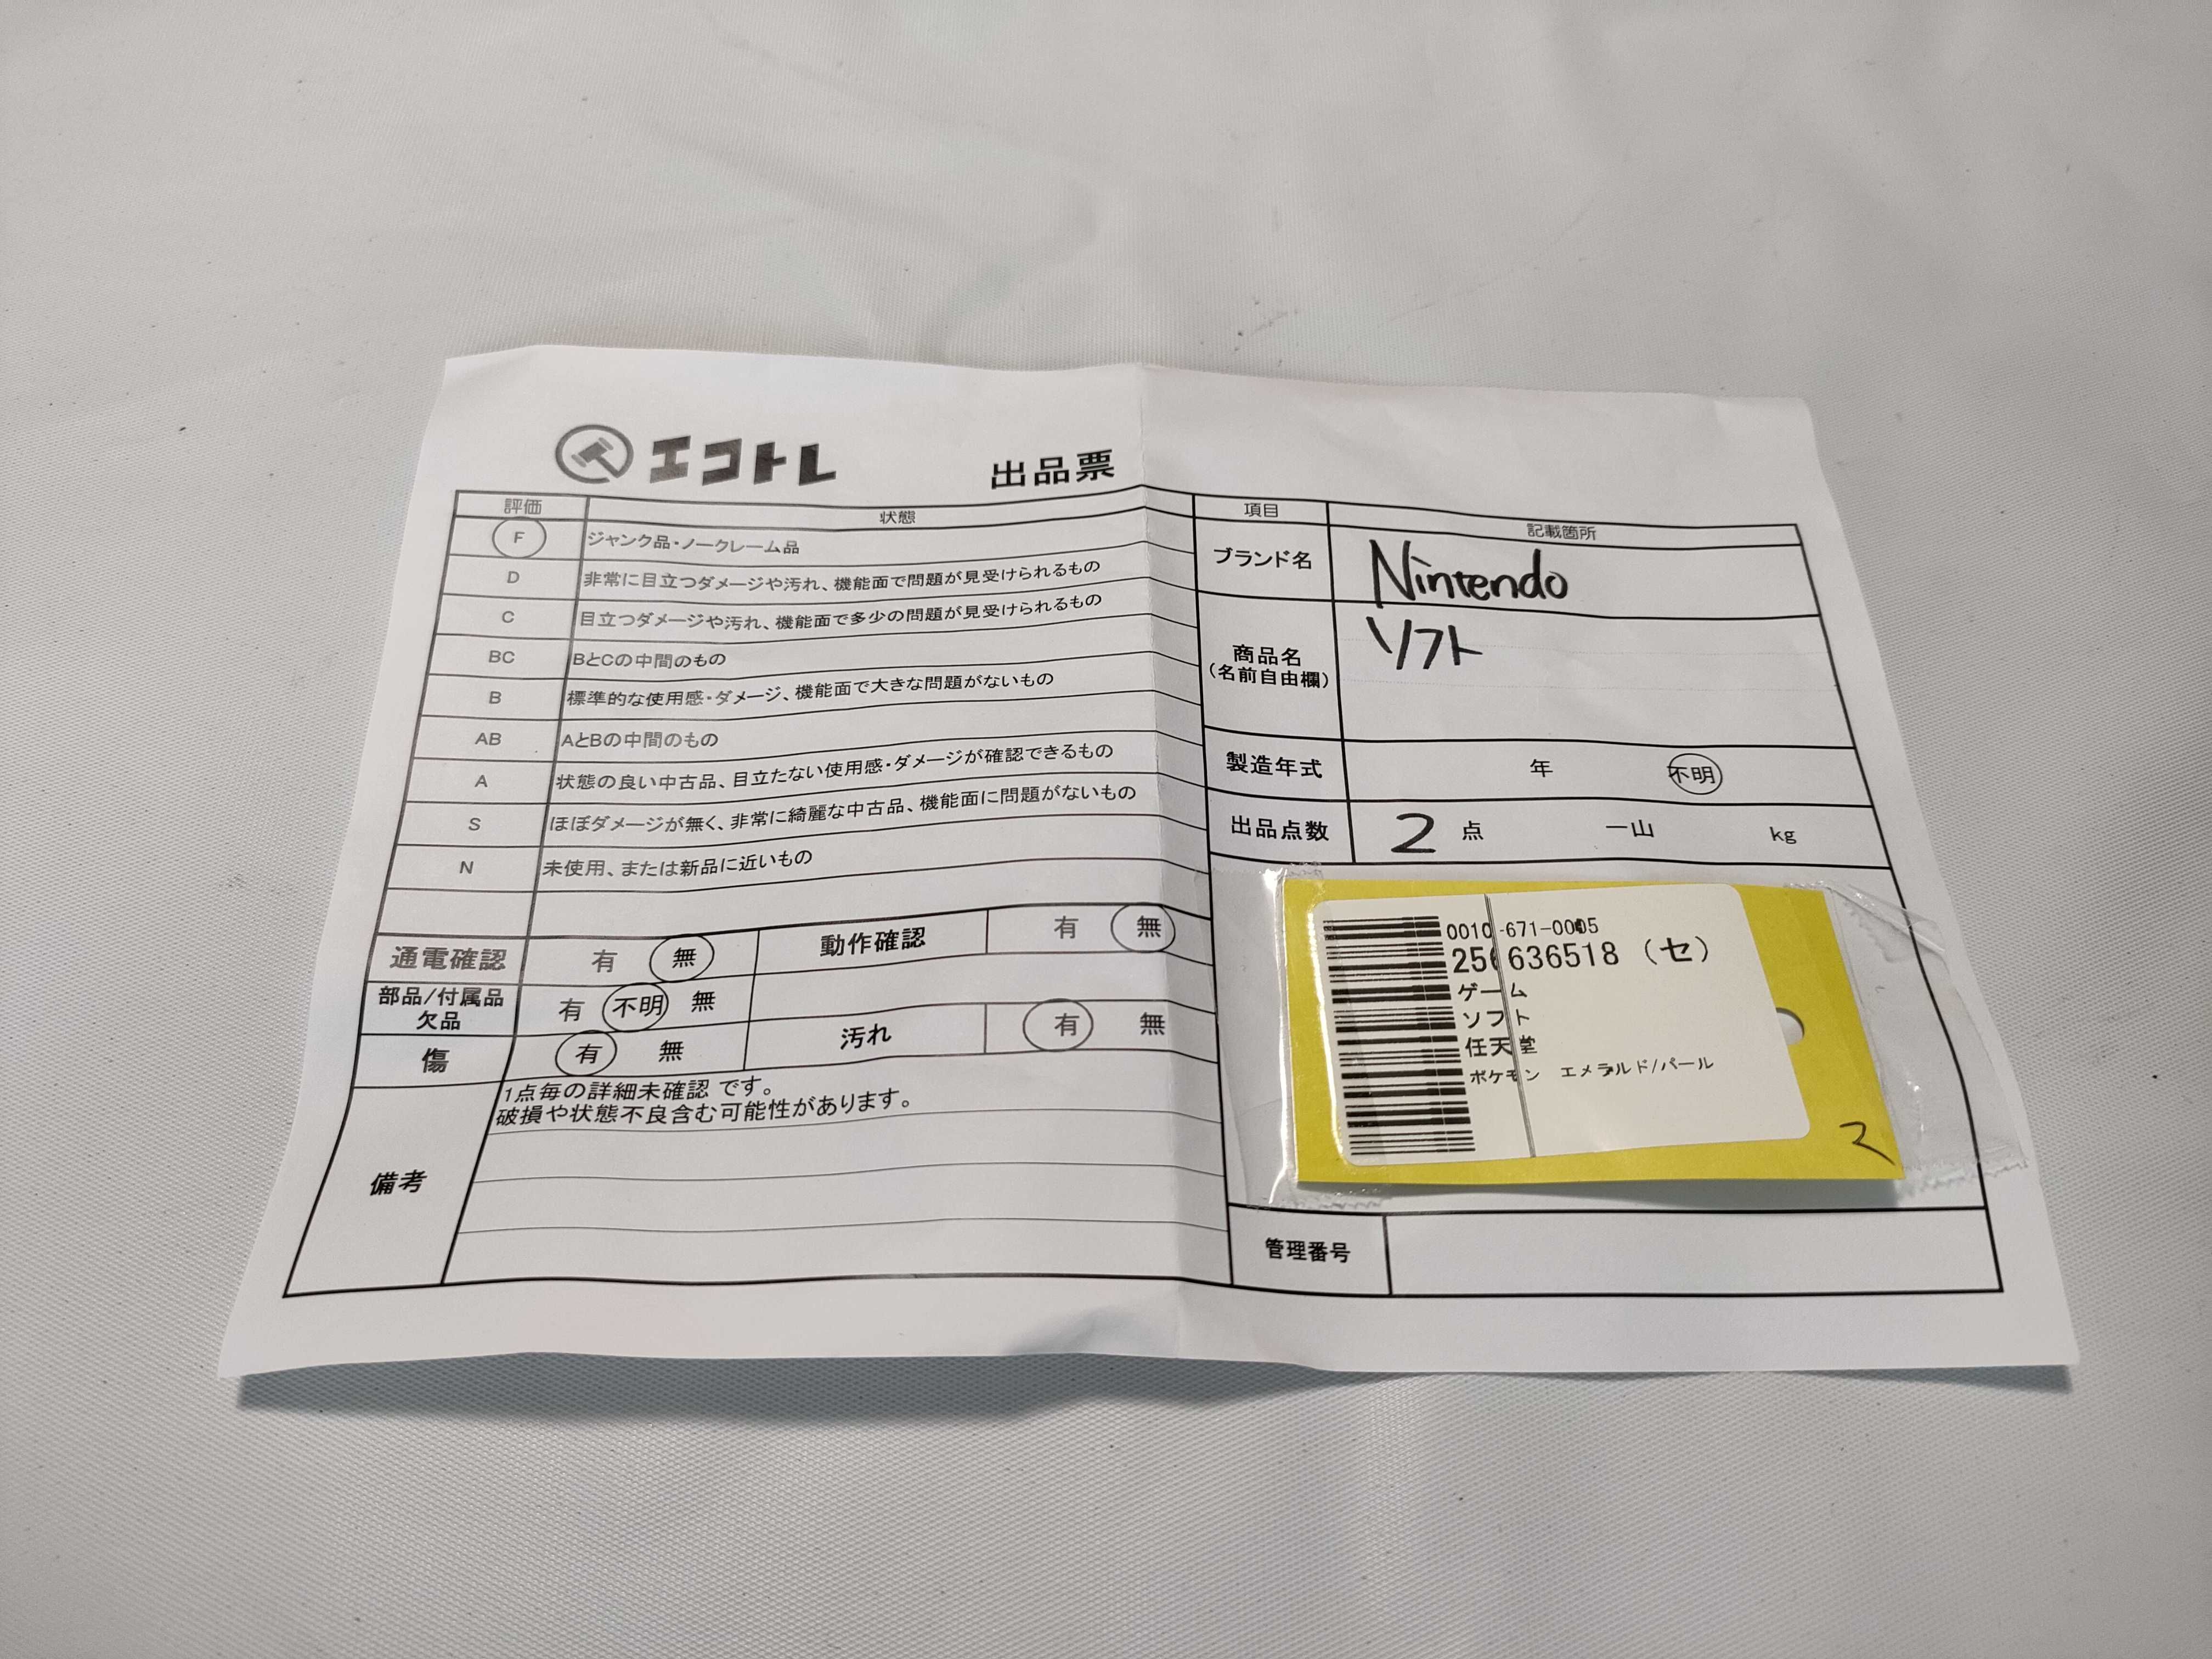 エコトレ 出品票
評価 状態
F ジャンク品・ノークレーム品
D 非常に目立つダメージや汚れ、機能面で問題が見受けられるもの
C 目立つダメージや汚れ、機能面で多少の問題が見受けられるもの
BC BとCの中間のもの
B 標準的な使用感・ダメージ、機能面で大きな問題がないもの
AB AとBの中間のもの
A 状態の良い中古品、目立たない使用感・ダメージが確認できるもの
S ほぼダメージが無く、非常に綺麗な中古品、機能面に問題がないもの
N 未使用、または新品に近いもの
通電確認 有 無 動作確認 有 無
部品/付属品 有 不明 無
欠品
傷 有 無 汚れ 有 無
備考
1点毎の詳細未確認 です。
破損や状態不良含む可能性があります。
項目 記載箇所
ブランド名 Nintendo
商品名 ソフト
(名前自由欄)
製造年式 年 不明
出品点数 2 点 一山 kg
0010-671-0005
256636518 (セ)
ゲーム
ソフト
任天堂
ポケモン エメラルド/パール
管理番号